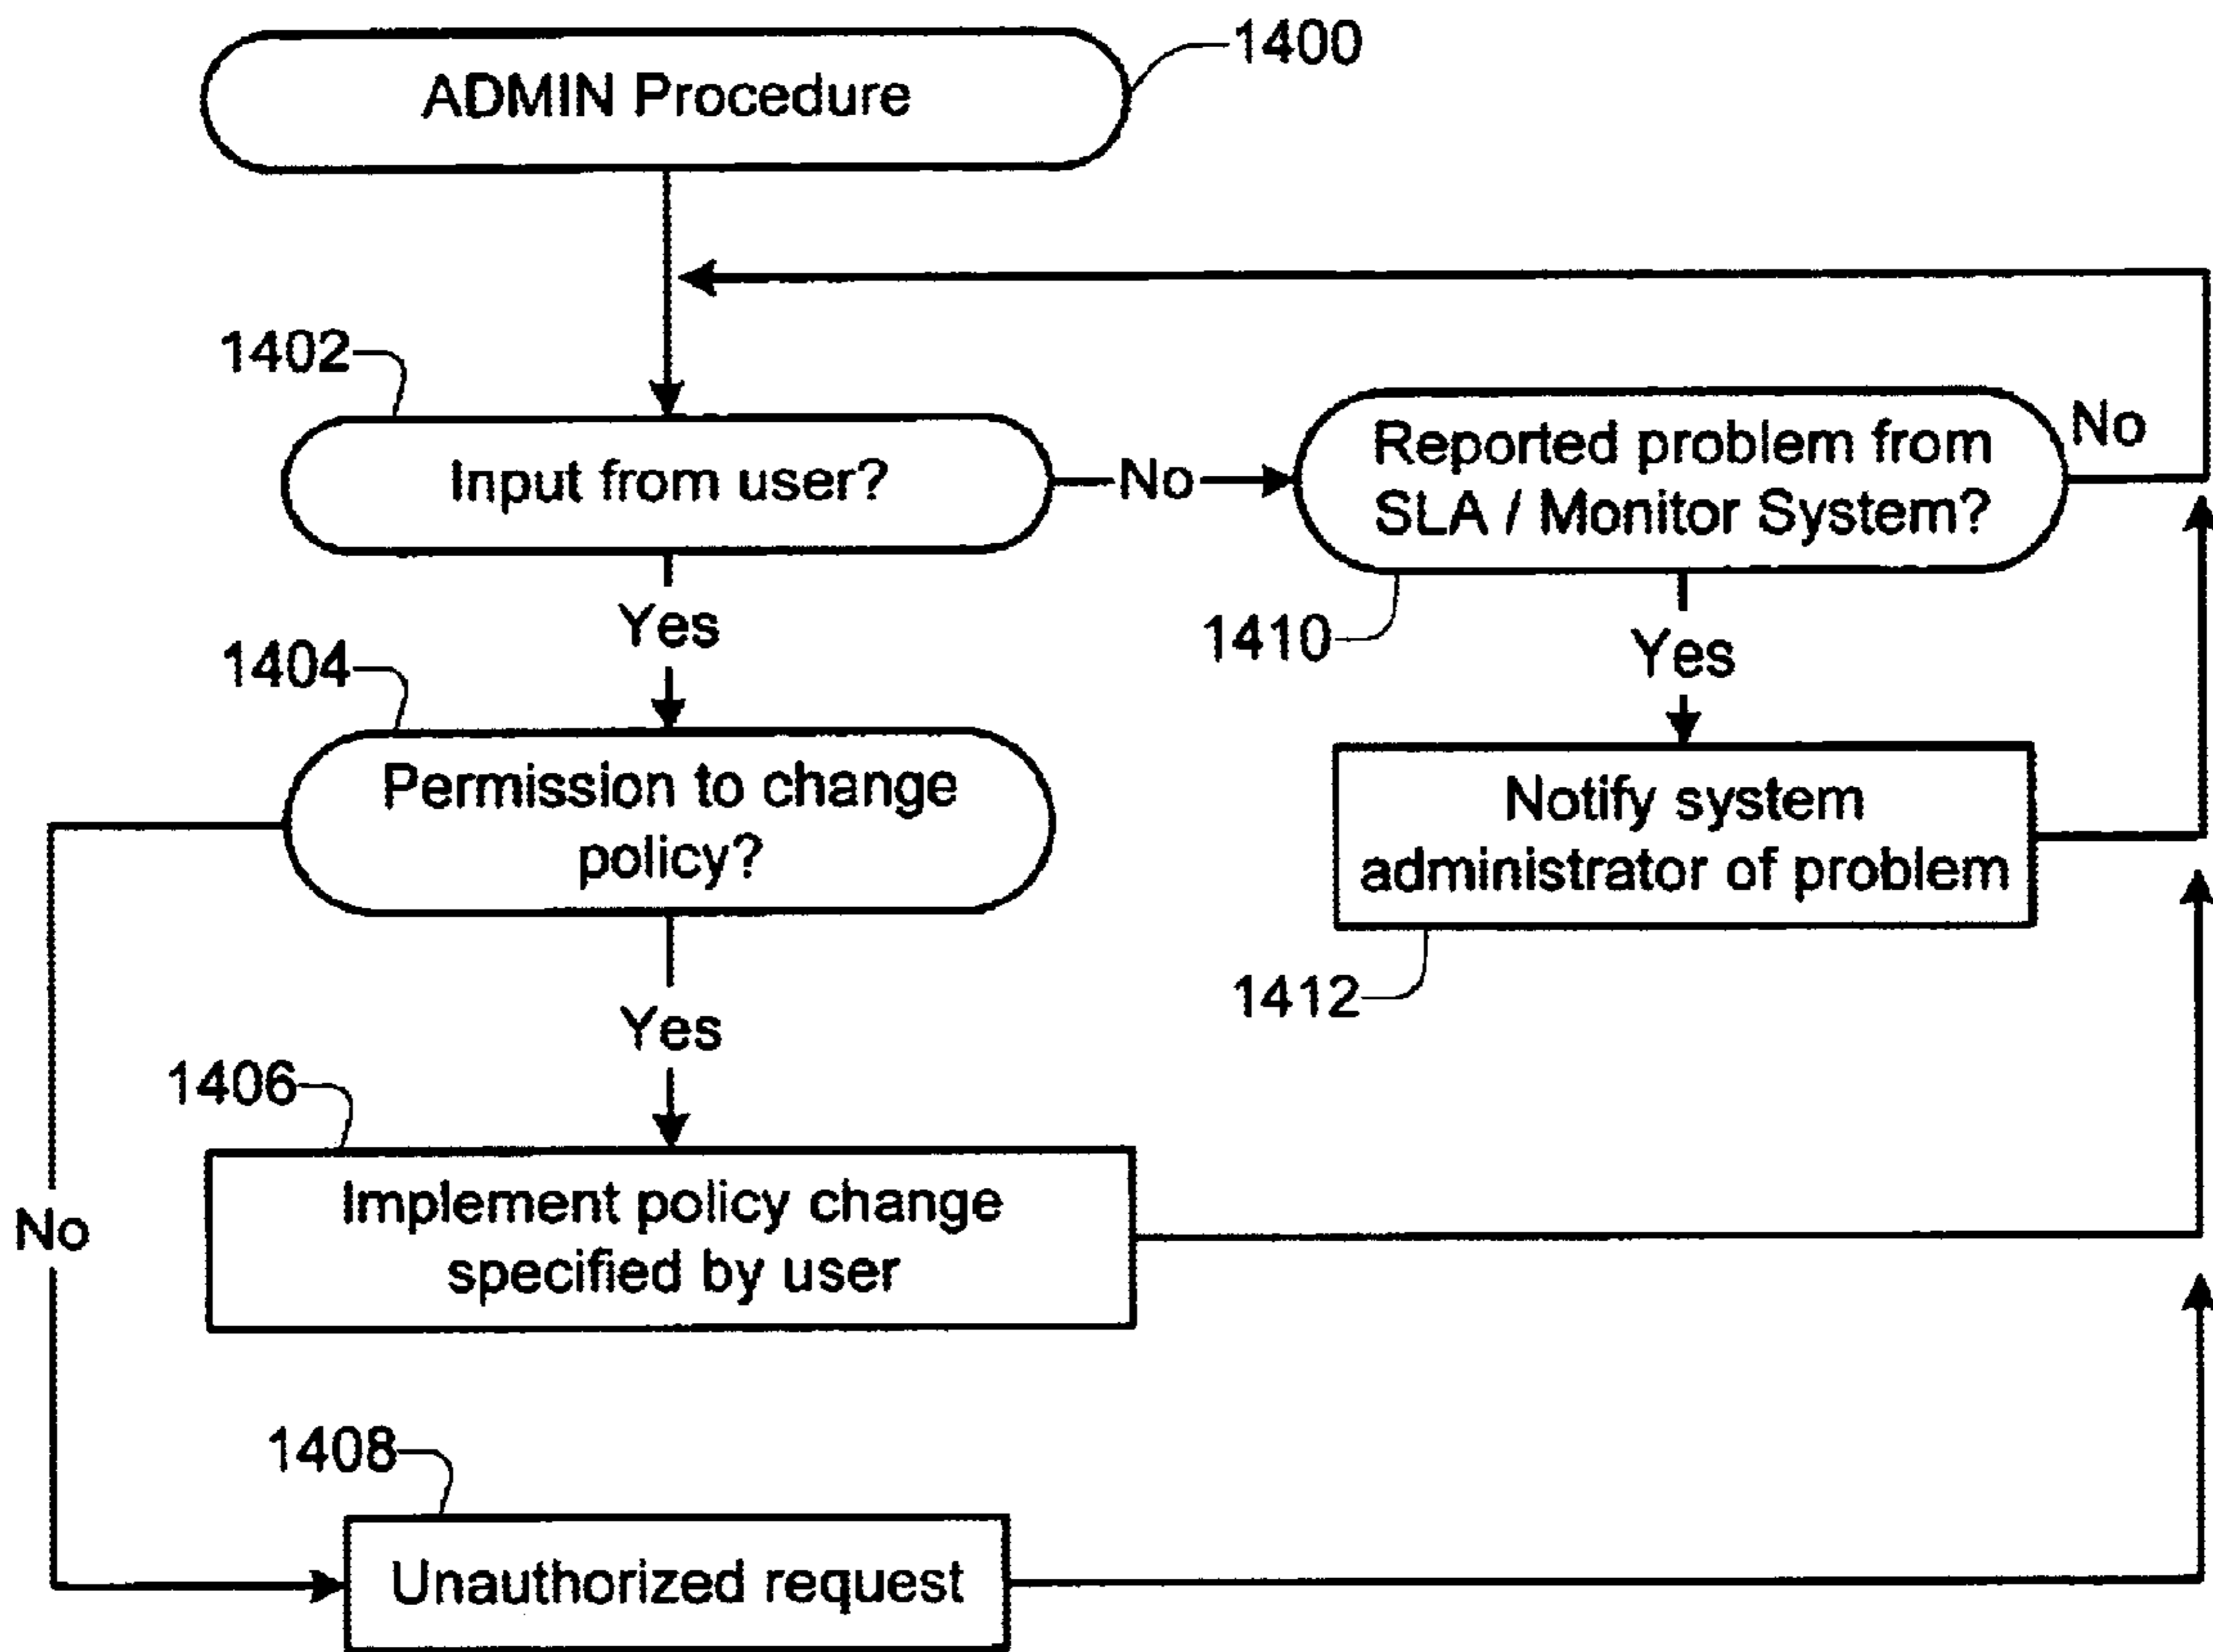 1400
ADMIN Procedure
1402
Input from user?
No
Reported problem from
SLA / Monitor System?
No
Yes
1410
Yes
1404
Permission to change
policy?
Notify system
administrator of problem
1412
Yes
1406
Implement policy change
specified by user
No
1408
Unauthorized request